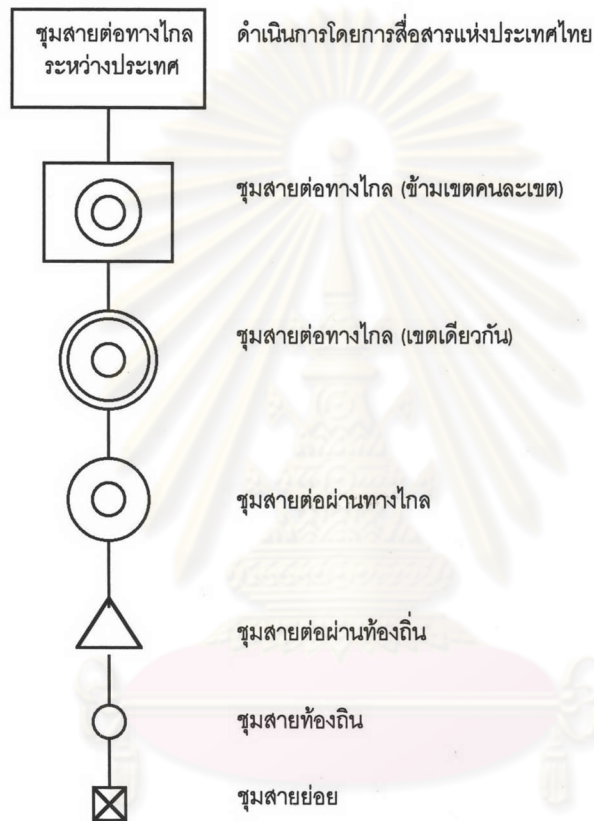 ชุมสายต่อทางไกล
ระหว่างประเทศ
ดำเนินการโดยการสื่อสารแห่งประเทศไทย
ชุมสายต่อทางไกล (ข้ามเขตคนละเขต)
ชุมสายต่อทางไกล (เขตเดียวกัน)
ชุมสายต่อผ่านทางไกล
ชุมสายต่อผ่านท้องถิ่น
ชุมสายท้องถิน
ชุมสายย่อย